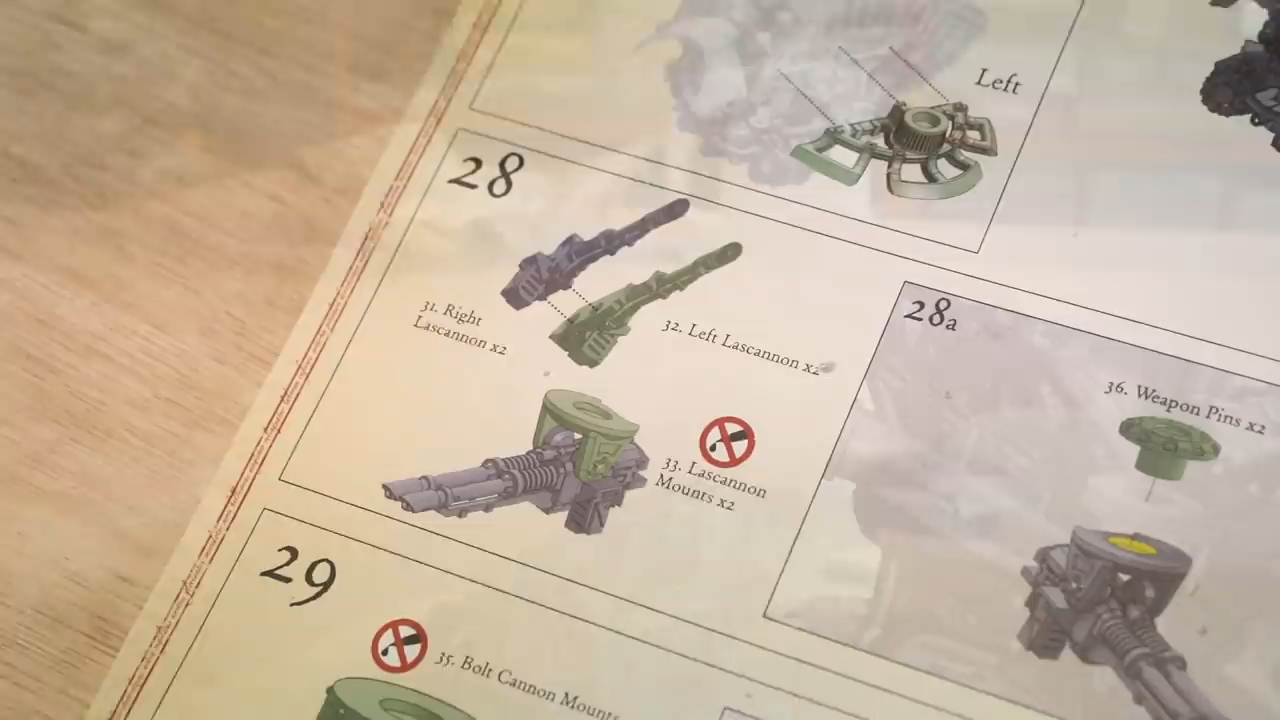 Left
28
31. Right
Lascannon x2
32. Left Lascannon x2
33. Lascannon
Mounts x2
28a
36. Weapon Pins x2
29
35. Bolt Cannon Mounts